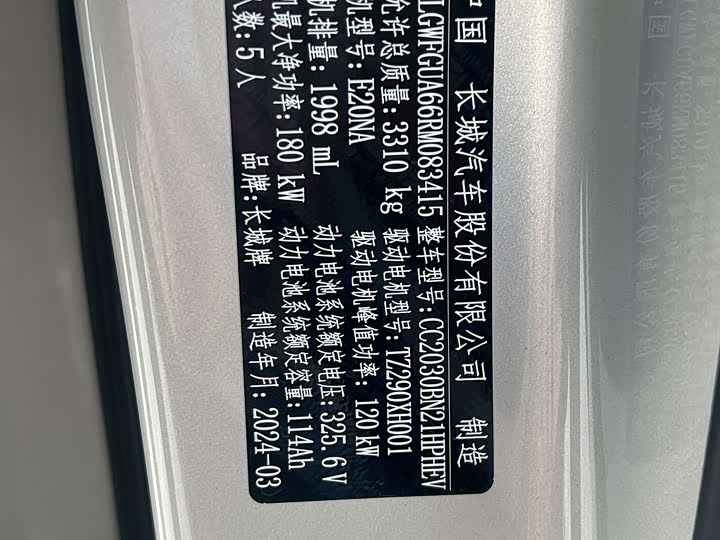 和国 长城汽车股份有限公司 制造
LGWFGUA66RM083415 整车型号:CC2030BN21HPHEV
允许总质量:3310 kg 驱动电机型号:TZ290XH001
机型号:E20NA 驱动电机峰值功率:120kW
机排量:1998 mL 动力电池系统额定电压:325.6V
机最大净功率:180 kW 动力电池系统额定容量:114Ah
人数:5人 品牌:长城牌 制造年月:2024-03